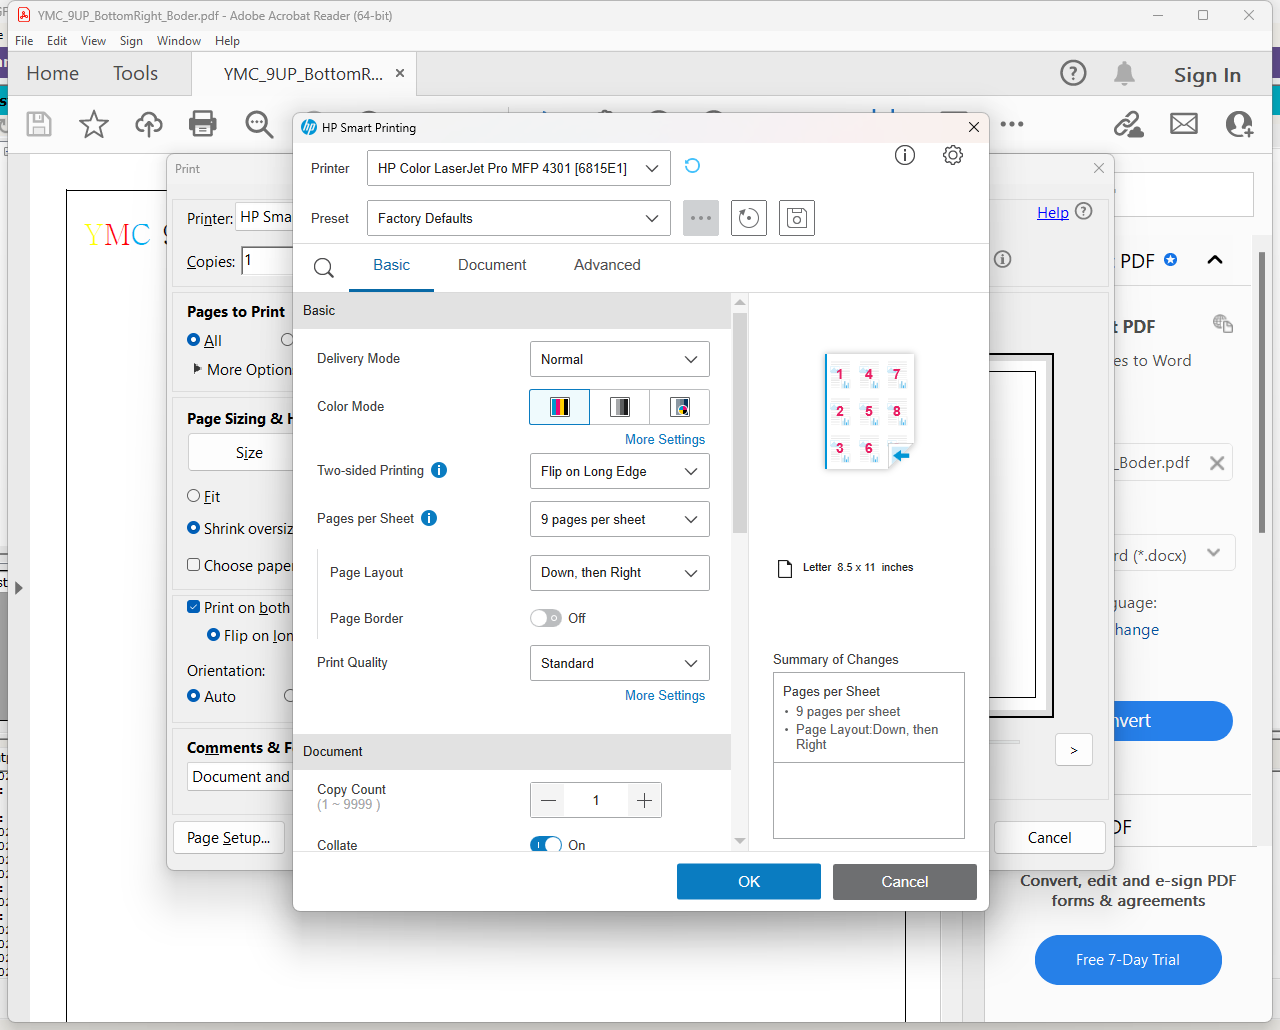 YMC_9UP_BottomRight_Boder.pdf - Adobe Acrobat Reader (64-bit)
File Edit View Sign Window Help
Home Tools YMC_9UP_BottomR... Sign In
HP Smart Printing
Print
Printer HP Color LaserJet Pro MFP 4301 [6815E1]
Preset Factory Defaults
YMC
Printer: HP Sma
Help
Copies: 1
Basic Document Advanced
PDF
Basic
Pages to Print
All
More Option
Delivery Mode Normal
Color Mode
More Settings
Two-sided Printing Flip on Long Edge
Pages per Sheet 9 pages per sheet
Page Layout Down, then Right
Page Border Off
Print Quality Standard
More Settings
Document
Copy Count
(1 ~ 9999 )
1
Collate On
1 4 7
2 5 8
3 6
Letter 8.5 x 11 inches
Summary of Changes
Pages per Sheet
• 9 pages per sheet
• Page Layout:Down, then
Right
OK Cancel
Page Sizing & H
Size
Fit
Shrink oversiz
Choose pape
Print on both
Flip on lon
Orientation:
Auto
Comments & F
Document and
Page Setup...
>
Cancel
t PDF
es to Word
_Boder.pdf
rd (*.docx)
guage:
hange
nvert
DF
Convert, edit and e-sign PDF
forms & agreements
Free 7-Day Trial